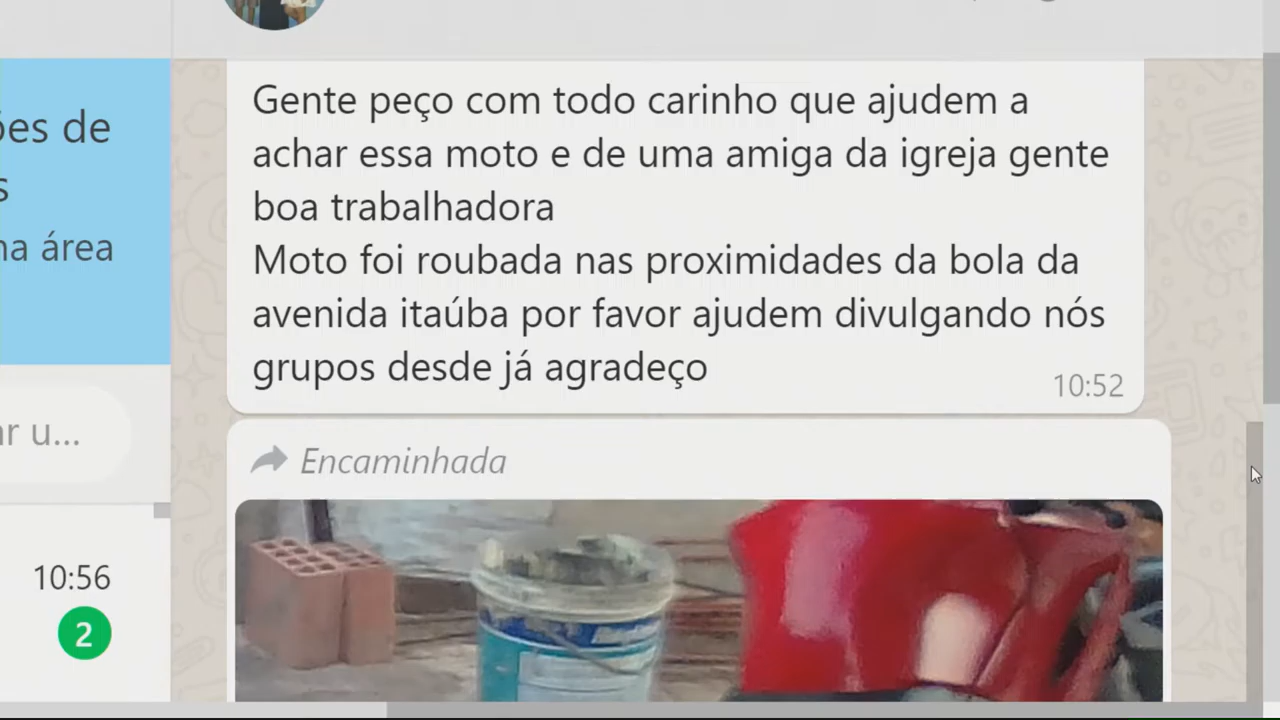 ões de
s
na área
r u...
10:56
2
Gente peço com todo carinho que ajudem a
achar essa moto e de uma amiga da igreja gente
boa trabalhadora
Moto foi roubada nas proximidades da bola da
avenida itaúba por favor ajudem divulgando nós
grupos desde já agradeço
10:52
Encaminhada